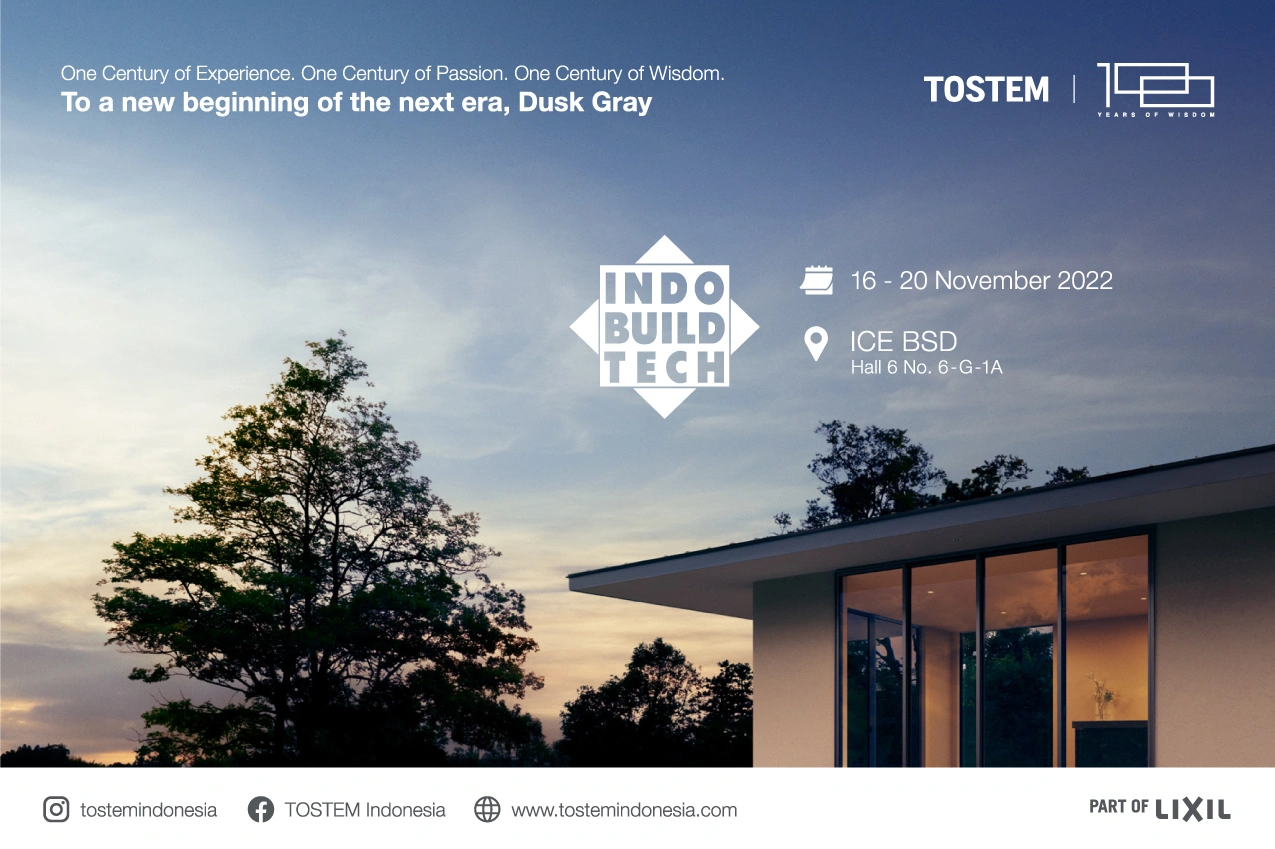 One Century of Experience. One Century of Passion. One Century of Wisdom.
To a new beginning of the next era, Dusk Gray
TOSTEM
100
YEARS OF WISDOM
INDO
BUILD
TECH
16 - 20 November 2022
ICE BSD
Hall 6 No. 6-G-1A
tostemindonesia
TOSTEM Indonesia
www.tostemindonesia.com
PART OF LIXIL